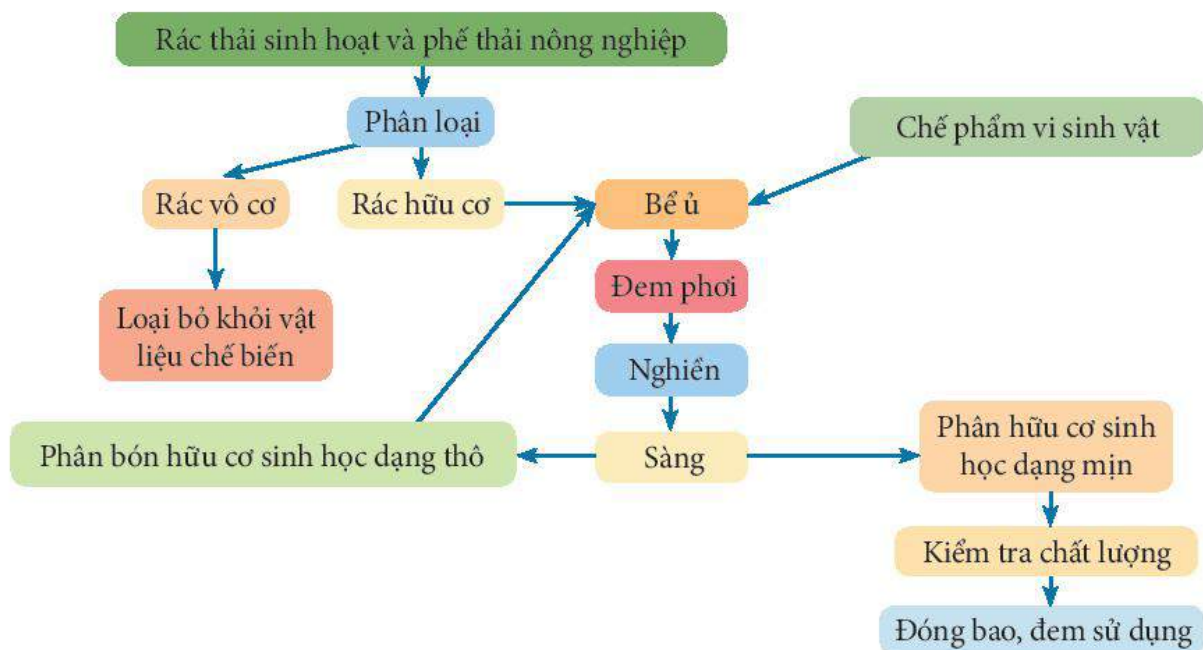 Rác thải sinh hoạt và phế thải nông nghiệp
Phân loại
Chế phẩm vi sinh vật
Rác vô cơ
Rác hữu cơ
Bể ủ
Đem phơi
Loại bỏ khỏi vật
liệu chế biến
Nghiền
Phân bón hữu cơ sinh học dạng thô
Sàng
Phân hữu cơ sinh
học dạng mịn
Kiểm tra chất lượng
Đóng bao, đem sử dụng